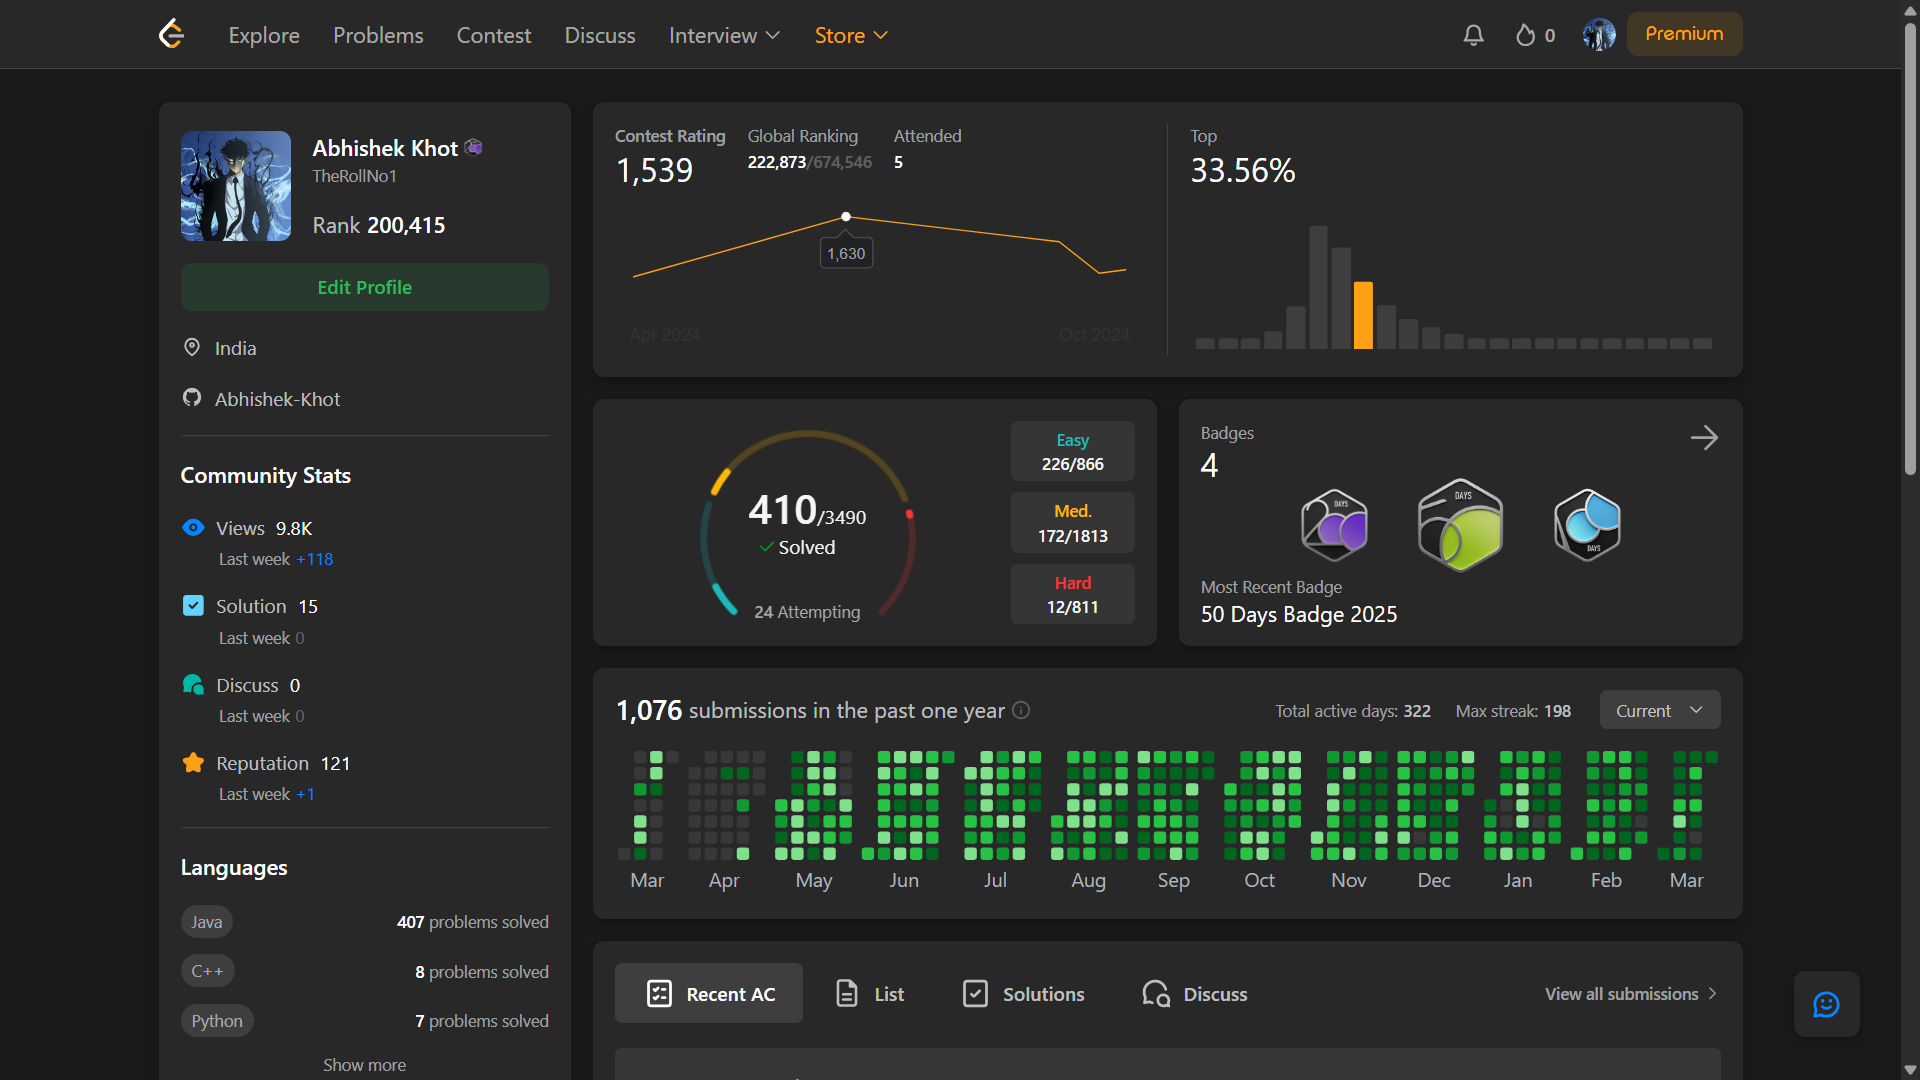 Explore Problems Contest Discuss Interview Store 0 Premium
Abhishek Khot
TheRollNo1
Rank 200,415
Edit Profile
India
Abhishek-Khot
Community Stats
Views 9.8K
Last week +118
Solution 15
Last week 0
Discuss 0
Last week 0
Reputation 121
Last week +1
Languages
Java 407 problems solved
C++ 8 problems solved
Python 7 problems solved
Show more
Contest Rating Global Ranking Attended
1,539 222,873/674,546 5
1,630
Apr 2024 Oct 2024
Top
33.56%
410/3490
Solved
24 Attempting
Easy
226/866
Med.
172/1813
Hard
12/811
Badges
4
DAYS DAYS DAYS
Most Recent Badge
50 Days Badge 2025
1,076 submissions in the past one year Total active days: 322 Max streak: 198 Current
Mar Apr May Jun Jul Aug Sep Oct Nov Dec Jan Feb Mar
Recent AC List Solutions Discuss View all submissions